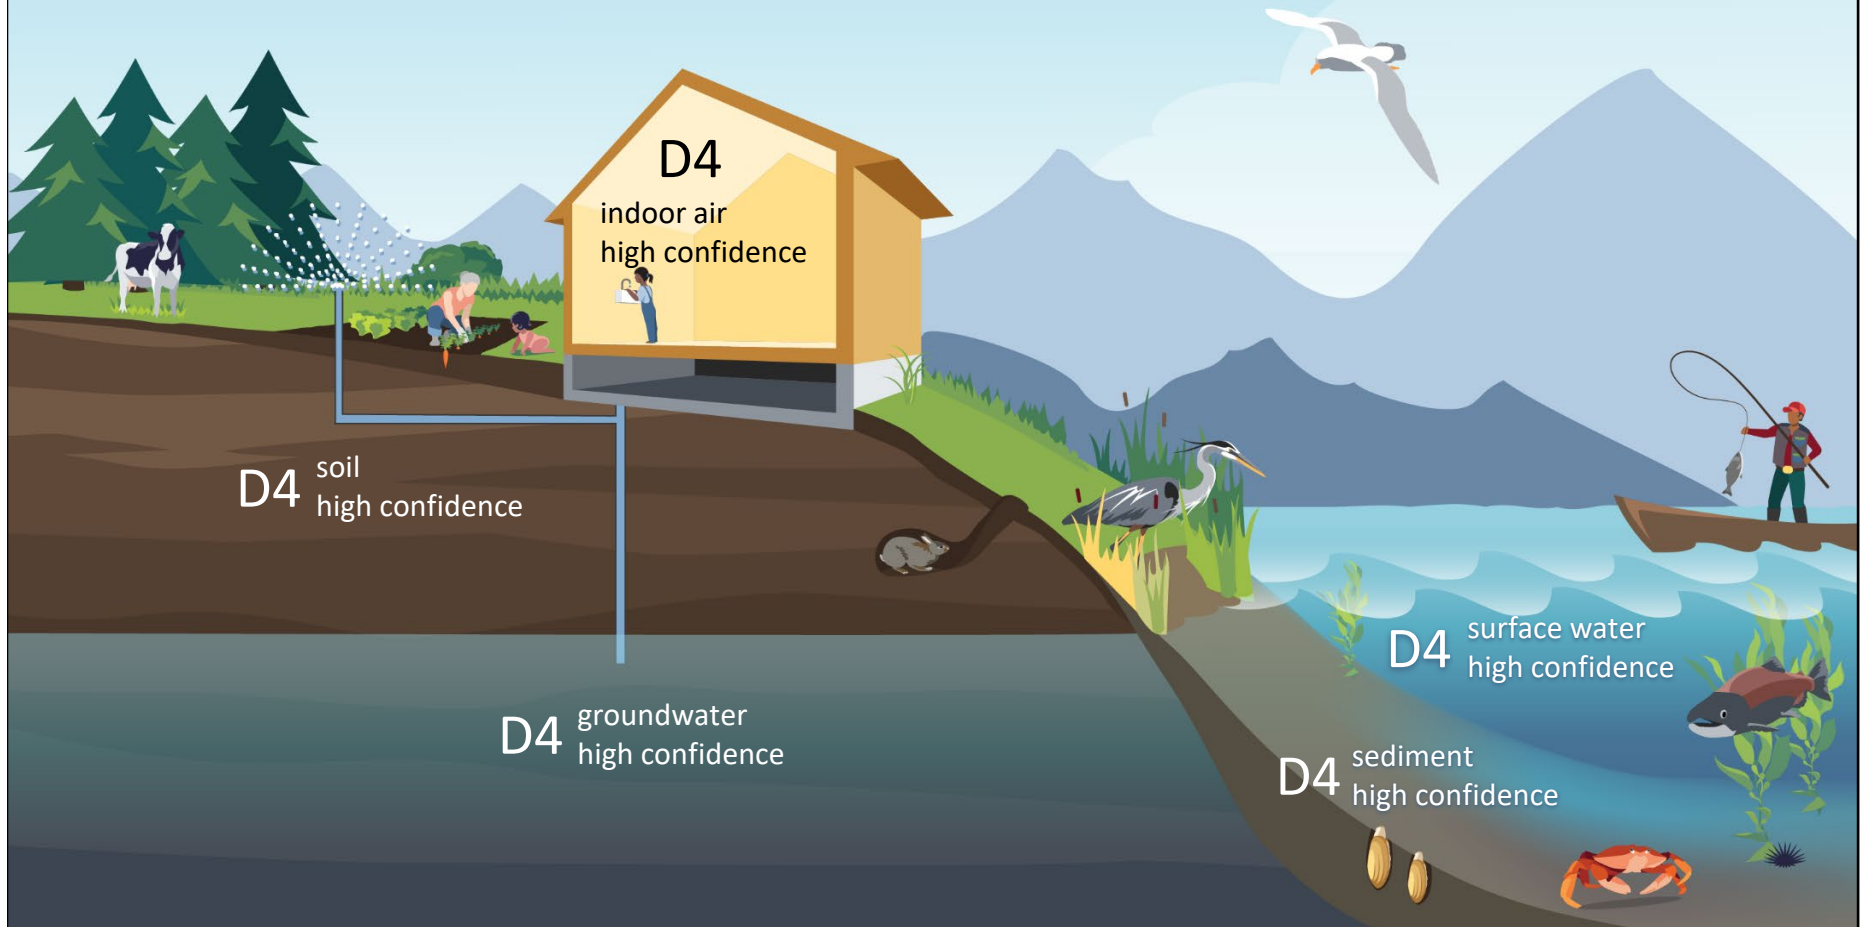 D4
indoor air
high confidence
D4
soil
high confidence
D4
surface water
high confidence
D4
groundwater
high confidence
D4
sediment
high confidence